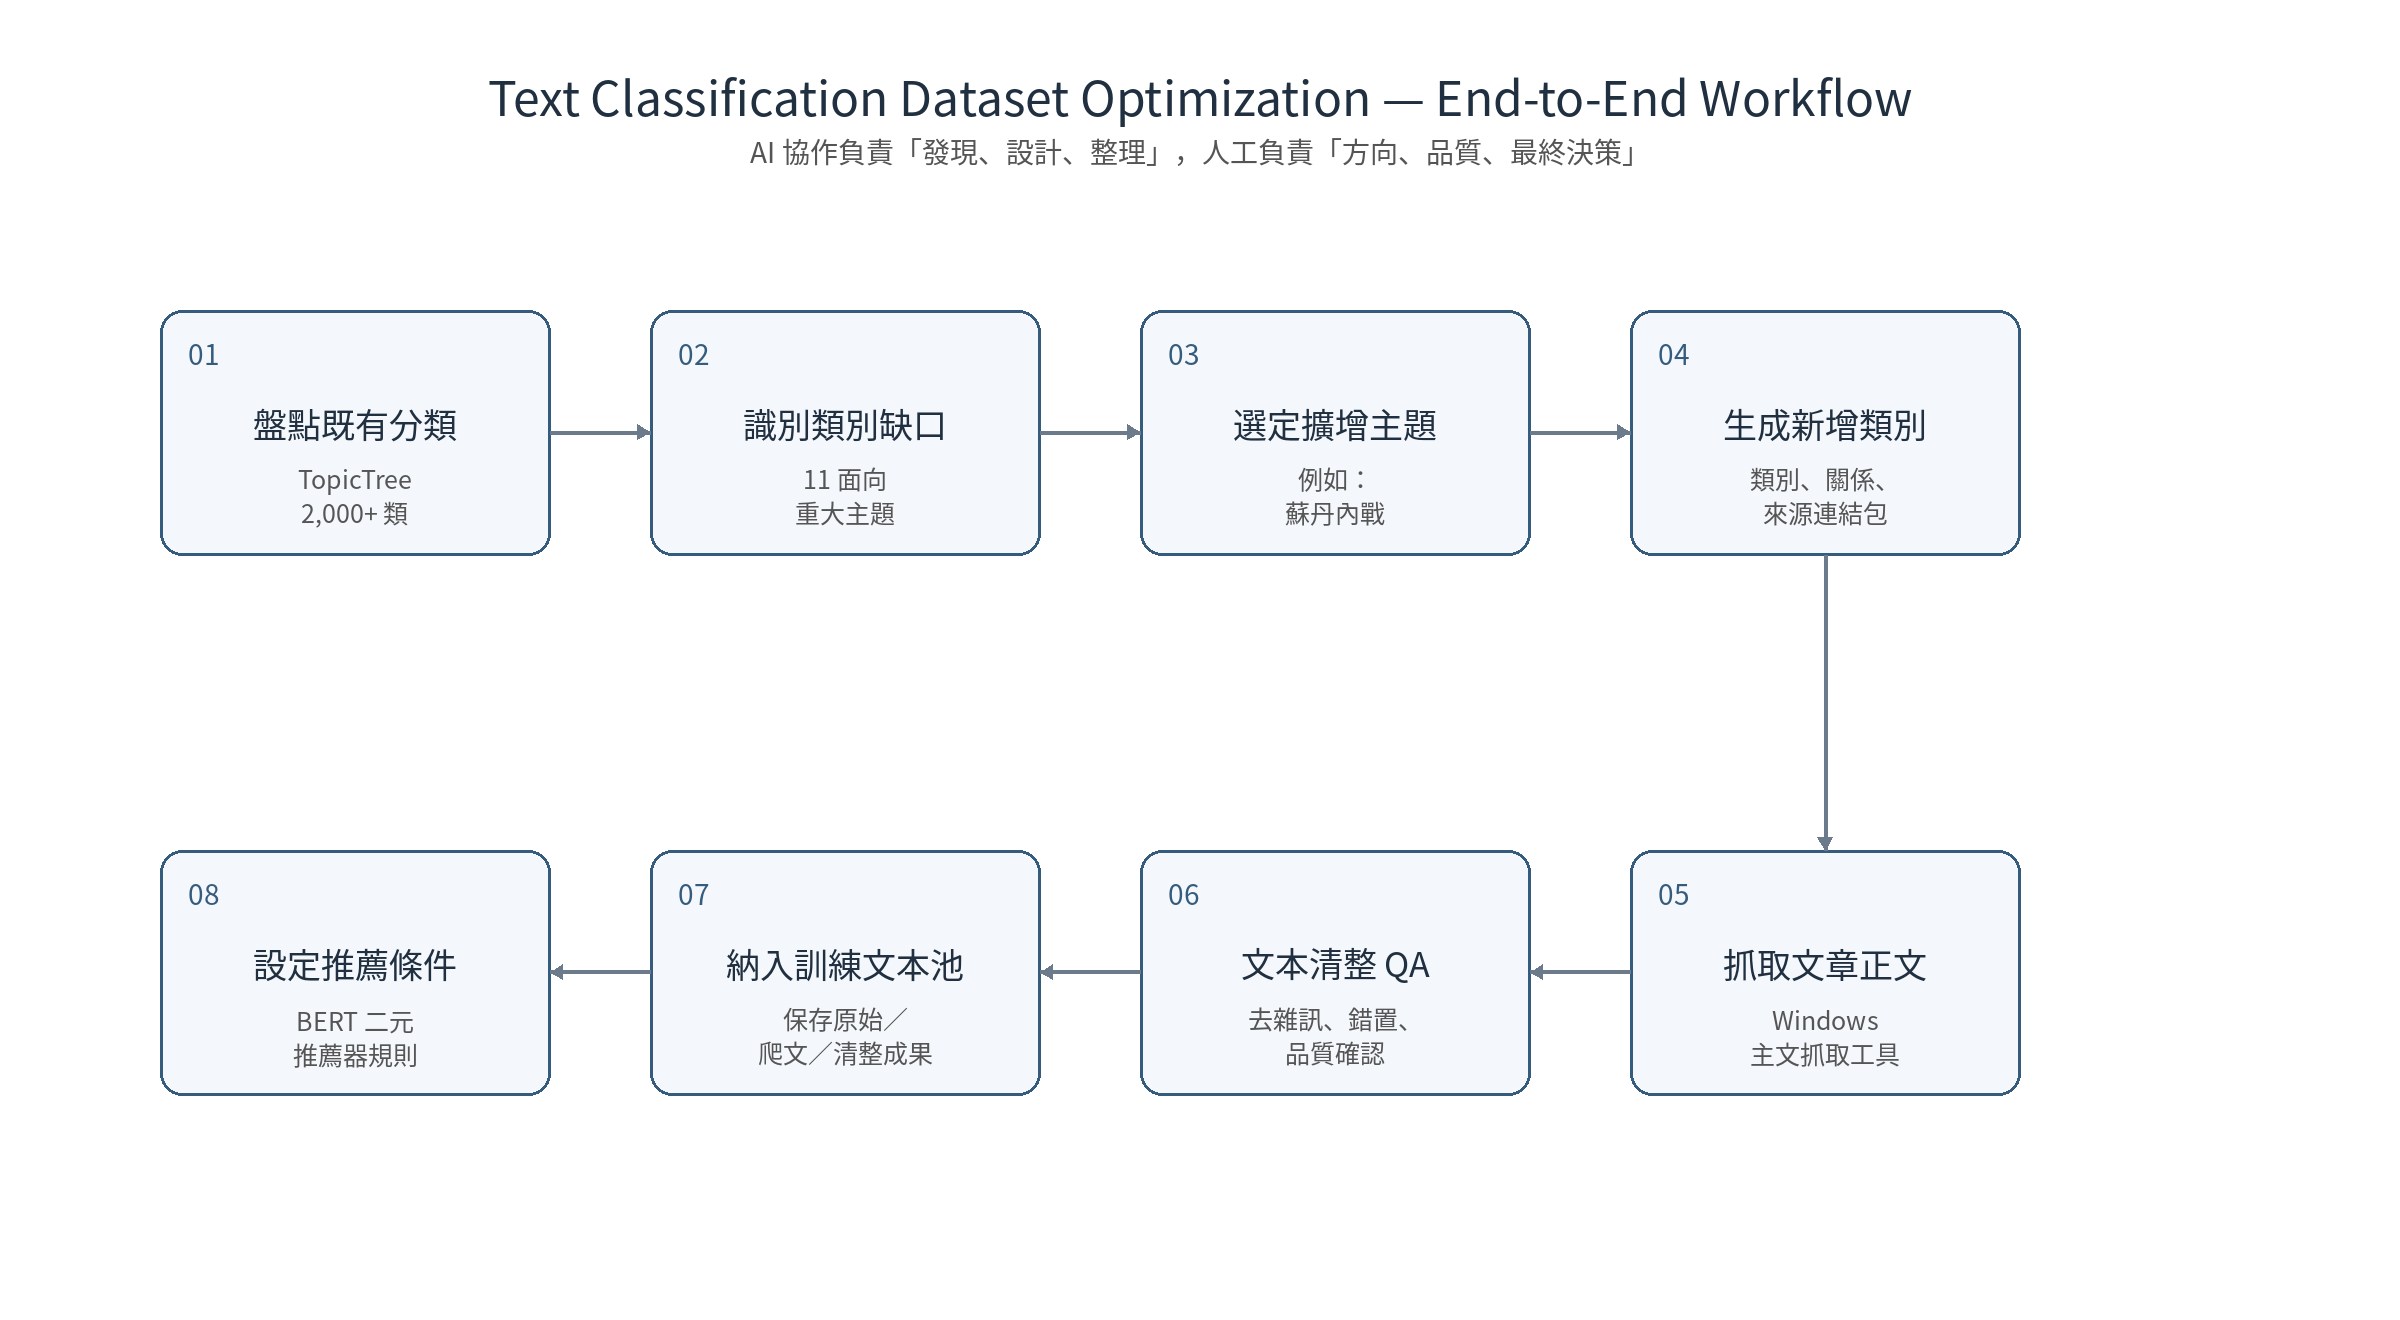 Text Classification Dataset Optimization — End-to-End Workflow
AI 協作負責「發現、設計、整理」，人工負責「方向、品質、最終決策」
01
盤點既有分類
TopicTree
2,000+ 類
02
識別類別缺口
11 面向
重大主題
03
選定擴增主題
例如：
蘇丹內戰
04
生成新增類別
類別、關係、
來源連結包
05
抓取文章正文
Windows
主文抓取工具
06
文本清整 QA
去雜訊、錯置、
品質確認
07
納入訓練文本池
保存原始／
爬文／清整成果
08
設定推薦條件
BERT 二元
推薦器規則